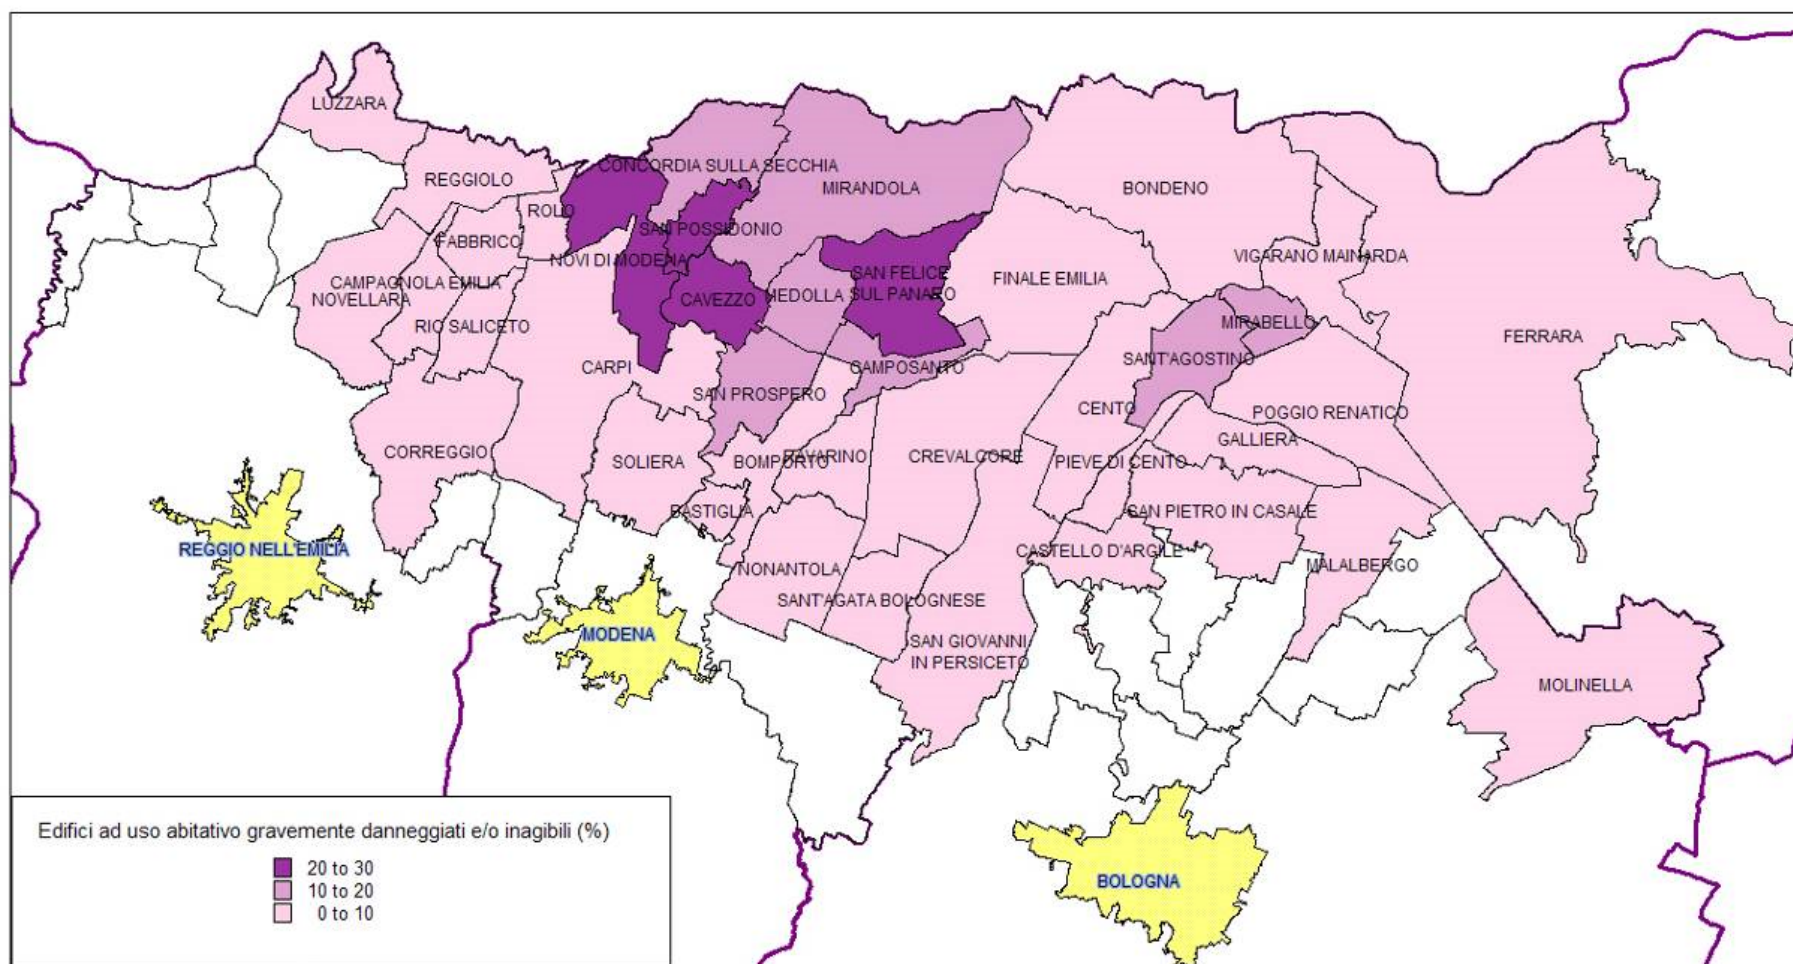 LUZZARA
CONCORDIA SULLA SECCHIA
REGGIOLO
MIRANDOLA
BONDENO
ROLO
SAN POSSIDONIO
FABBRICO
NOVI DI MODENA
VIGARANO MAINARDA
CAMPAGNOLA EMILIA
SAN FELICE
SUL PANARO
FINALE EMILIA
NOVELLARA
CAVEZZO
MEDOLLA
RIO SALICETO
MIRABELLO
FERRARA
SANT'AGOSTINO
CARPI
CAMPOSANTO
SAN PROSPERO
CENTO
POGGIO RENATICO
GALLIERA
CORREGGIO
SOLIERA
BOMPORTO
RAVARINO
CREVALCORE
PIEVE DI CENTO
BASTIGLIA
SAN PIETRO IN CASALE
REGGIO NELL'EMILIA
CASTELLO D'ARGILE
NONANTOLA
MALALBERGO
SANT'AGATA BOLOGNESE
MODENA
SAN GIOVANNI
IN PERSICETO
MOLINELLA
BOLOGNA
Edifici ad uso abitativo gravemente danneggiati e/o inagibili (%)
20 to 30
10 to 20
0 to 10